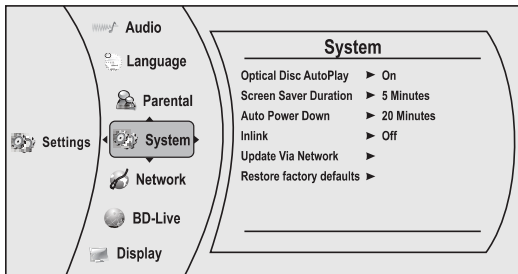 Settings
Audio
Language
Parental
System
Network
BD-Live
Display
System
Optical Disc AutoPlay ► On
Screen Saver Duration ► 5 Minutes
Auto Power Down ► 20 Minutes
Inlink ► Off
Update Via Network ►
Restore factory defaults ►